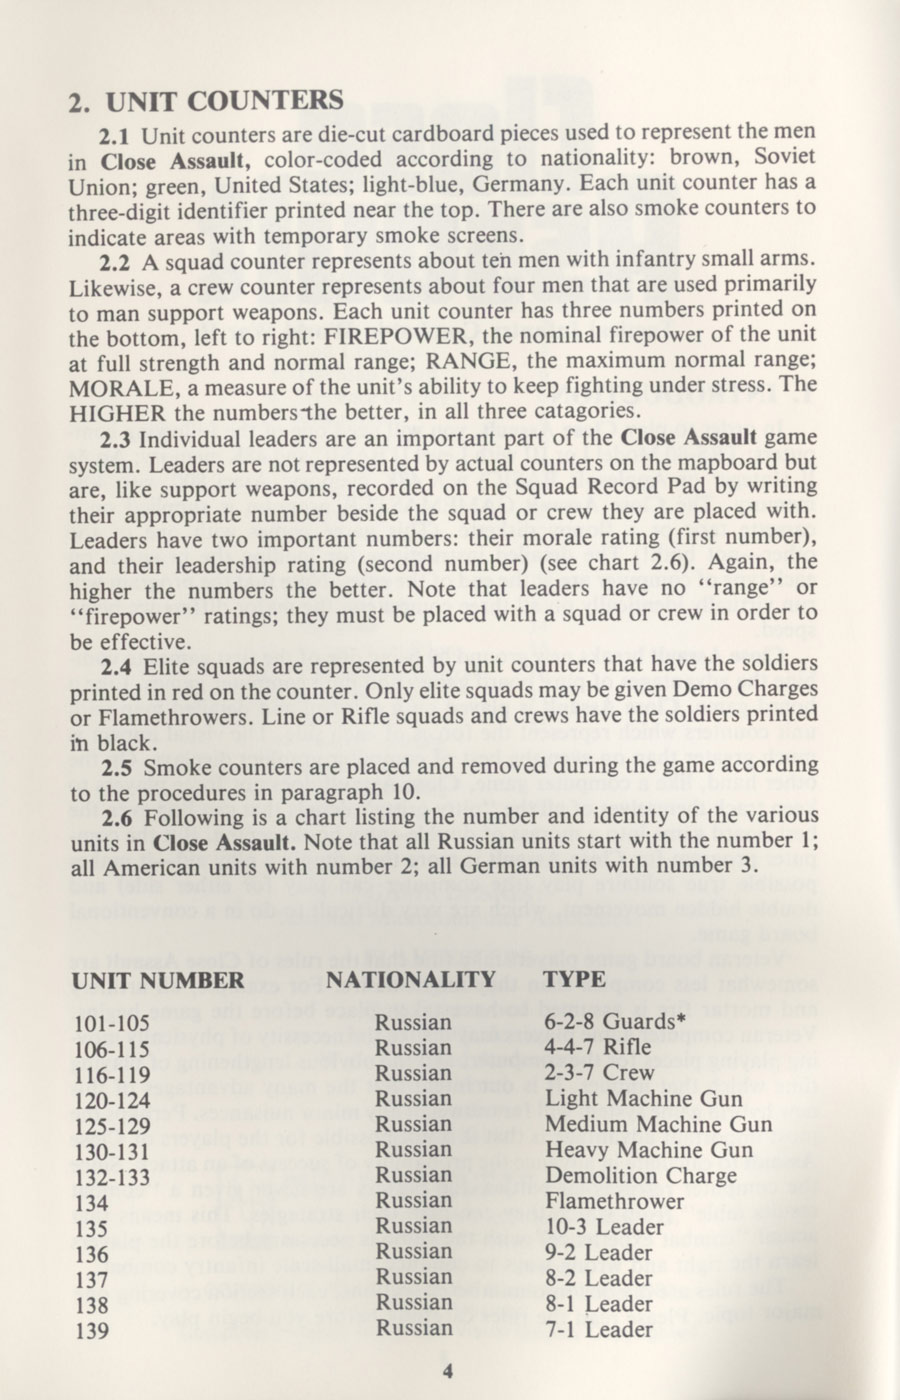 2. UNIT COUNTERS
2.1 Unit counters are die-cut cardboard pieces used to represent the men
in Close Assault, color-coded according to nationality: brown, Soviet
Union; green, United States; light-blue, Germany. Each unit counter has a
three-digit identifier printed near the top. There are also smoke counters to
indicate areas with temporary smoke screens.
2.2 A squad counter represents about ten men with infantry small arms.
Likewise, a crew counter represents about four men that are used primarily
to man support weapons. Each unit counter has three numbers printed on
the bottom, left to right: FIREPOWER, the nominal firepower of the unit
at full strength and normal range; RANGE, the maximum normal range;
MORALE, a measure of the unit's ability to keep fighting under stress. The
HIGHER the numbers-the better, in all three catagories.
2.3 Individual leaders are an important part of the Close Assault game
system. Leaders are not represented by actual counters on the mapboard but
are, like support weapons, recorded on the Squad Record Pad by writing
their appropriate number beside the squad or crew they are placed with.
Leaders have two important numbers: their morale rating (first number),
and their leadership rating (second number) (see chart 2.6). Again, the
higher the numbers the better. Note that leaders have no "range" or
"firepower" ratings; they must be placed with a squad or crew in order to
be effective.
2.4 Elite squads are represented by unit counters that have the soldiers
printed in red on the counter. Only elite squads may be given Demo Charges
or Flamethrowers. Line or Rifle squads and crews have the soldiers printed
in black.
2.5 Smoke counters are placed and removed during the game according
to the procedures in paragraph 10.
2.6 Following is a chart listing the number and identity of the various
units in Close Assault. Note that all Russian units start with the number 1;
all American units with number 2; all German units with number 3.
UNIT NUMBER NATIONALITY TYPE
101-105 Russian 6-2-8 Guards*
106-115 Russian 4-4-7 Rifle
116-119 Russian 2-3-7 Crew
120-124 Russian Light Machine Gun
125-129 Russian Medium Machine Gun
130-131 Russian Heavy Machine Gun
132-133 Russian Demolition Charge
134 Russian Flamethrower
135 Russian 10-3 Leader
136 Russian 9-2 Leader
137 Russian 8-2 Leader
138 Russian 8-1 Leader
139 Russian 7-1 Leader
4